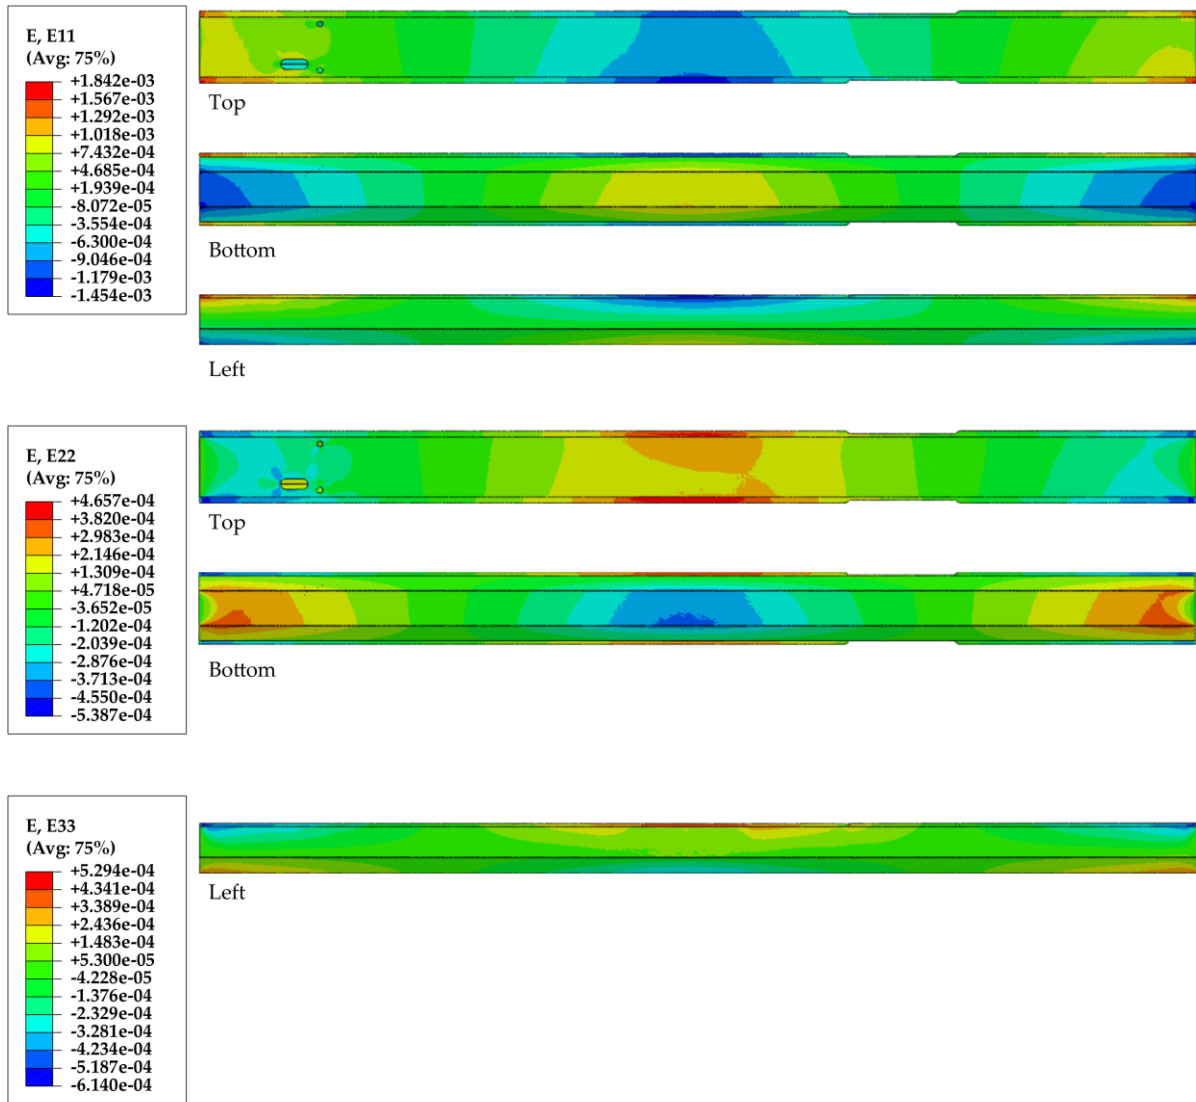 E, E11
(Avg: 75%)
+1.842e-03
+1.567e-03
+1.292e-03
+1.018e-03
+7.432e-04
+4.685e-04
+1.939e-04
-8.072e-05
-3.554e-04
-6.300e-04
-9.046e-04
-1.179e-03
-1.454e-03
Top
Bottom
Left
E, E22
(Avg: 75%)
+4.657e-04
+3.820e-04
+2.983e-04
+2.146e-04
+1.309e-04
+4.718e-05
-3.652e-05
-1.202e-04
-2.039e-04
-2.876e-04
-3.713e-04
-4.550e-04
-5.387e-04
Top
Bottom
E, E33
(Avg: 75%)
+5.294e-04
+4.341e-04
+3.389e-04
+2.436e-04
+1.483e-04
+5.300e-05
-4.228e-05
-1.376e-04
-2.329e-04
-3.281e-04
-4.234e-04
-5.187e-04
-6.140e-04
Left